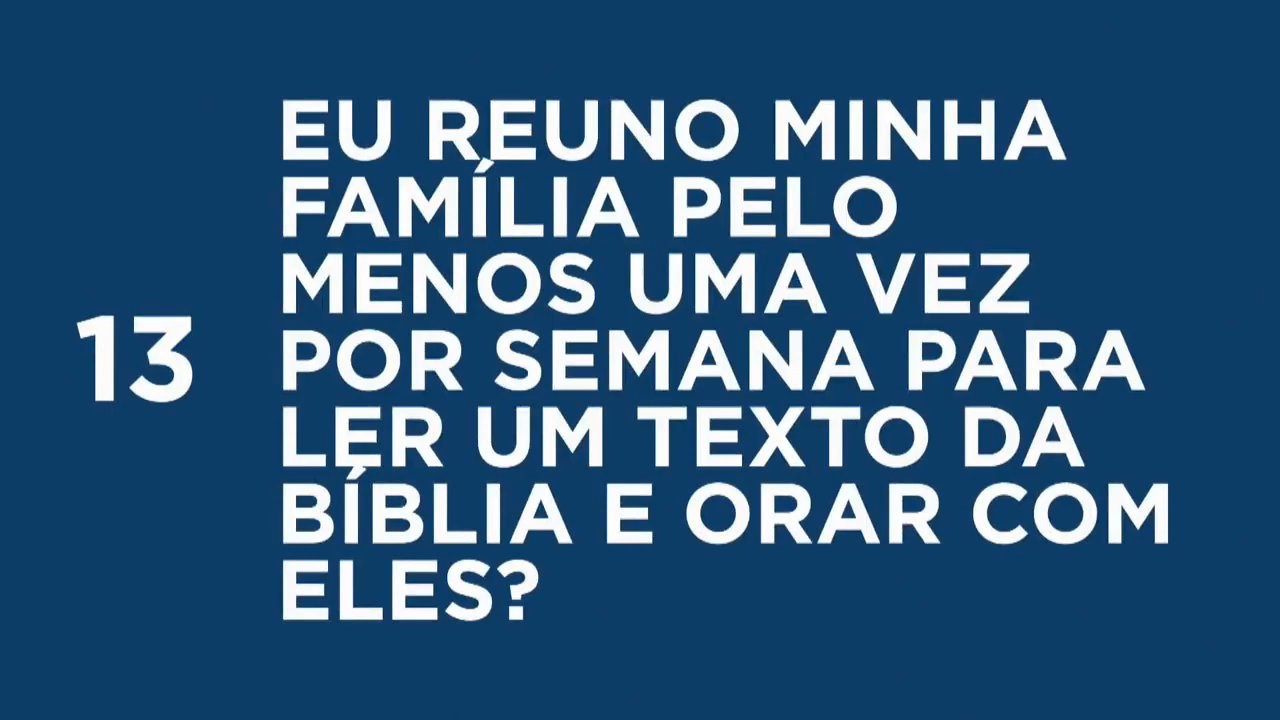 13
EU REUNO MINHA
FAMÍLIA PELO
MENOS UMA VEZ
POR SEMANA PARA
LER UM TEXTO DA
BÍBLIA E ORAR COM
ELES?